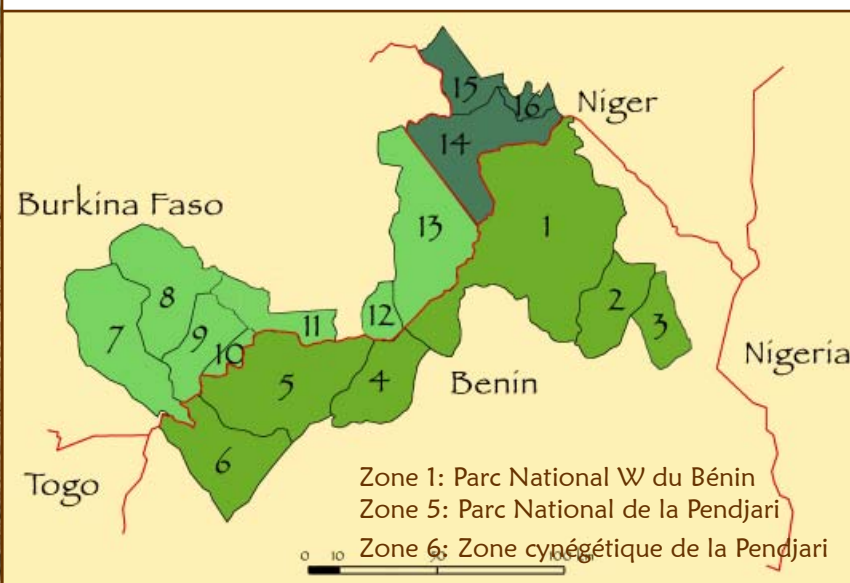 15
16
Niger
14
Burkina Faso
13
1
8
7
9
10
11
12
2
3
5
4
Nigeria
Benin
6
Togo
Zone 1: Parc National W du Bénin
Zone 5: Parc National de la Pendjari
Zone 6: Zone cynégétique de la Pendjari
0 10 50 100